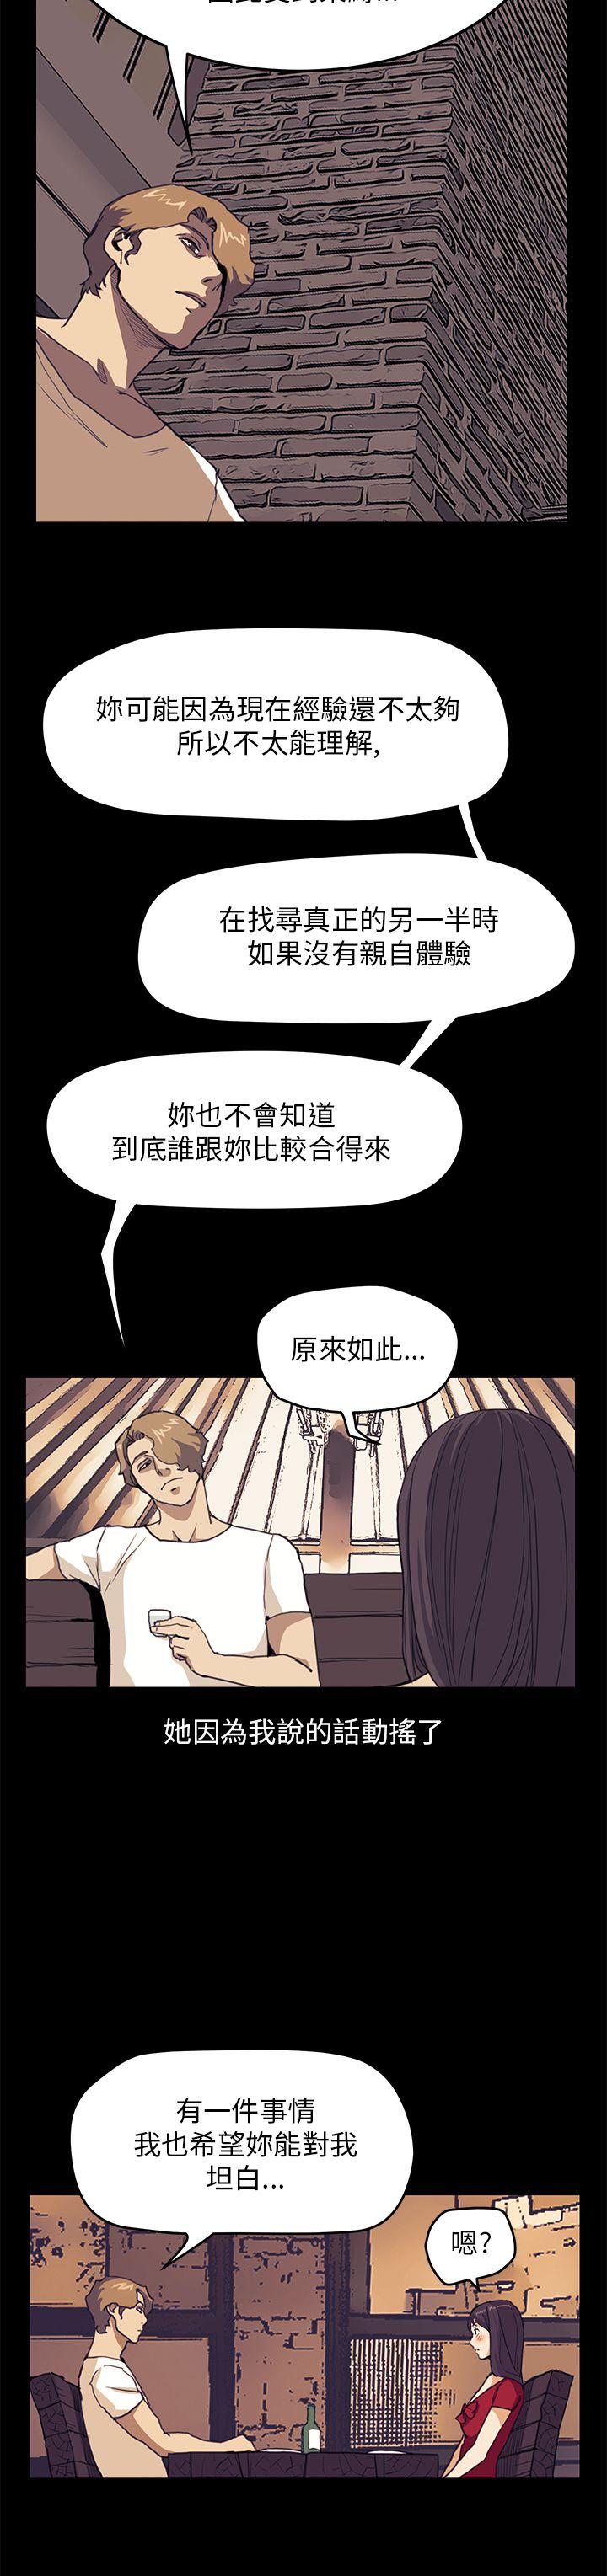 妳可能因為現在經驗還不太夠
所以不太能理解,
在找尋真正的另一半時
如果沒有親自體驗
妳也不會知道
到底誰跟妳比較合得來
原來如此...
她因為我說的話動搖了
有一件事情
我也希望妳能對我
坦白...
嗯?